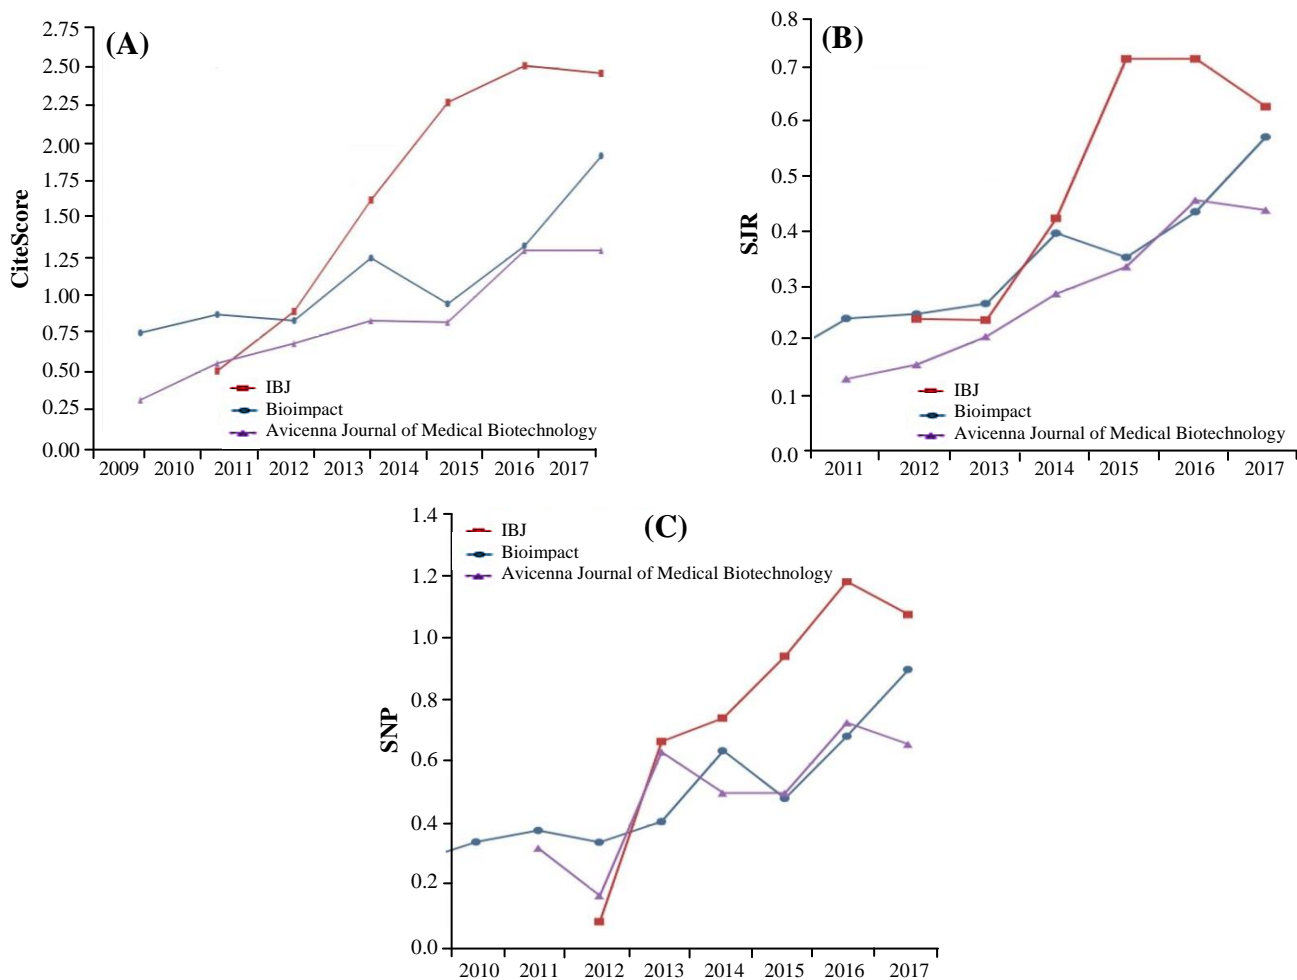 (A)
CiteScore
2.75
2.50
2.25
2.00
1.75
1.50
1.25
1.00
0.75
0.50
0.25
0.00
IBJ
Bioimpact
Avicenna Journal of Medical Biotechnology
2009 2010 2011 2012 2013 2014 2015 2016 2017
(B)
SJR
0.8
0.7
0.6
0.5
0.4
0.3
0.2
0.1
0.0
IBJ
Bioimpact
Avicenna Journal of Medical Biotechnology
2011 2012 2013 2014 2015 2016 2017
(C)
SNP
1.4
1.2
1.0
0.8
0.6
0.4
0.2
0.0
IBJ
Bioimpact
Avicenna Journal of Medical Biotechnology
2010 2011 2012 2013 2014 2015 2016 2017